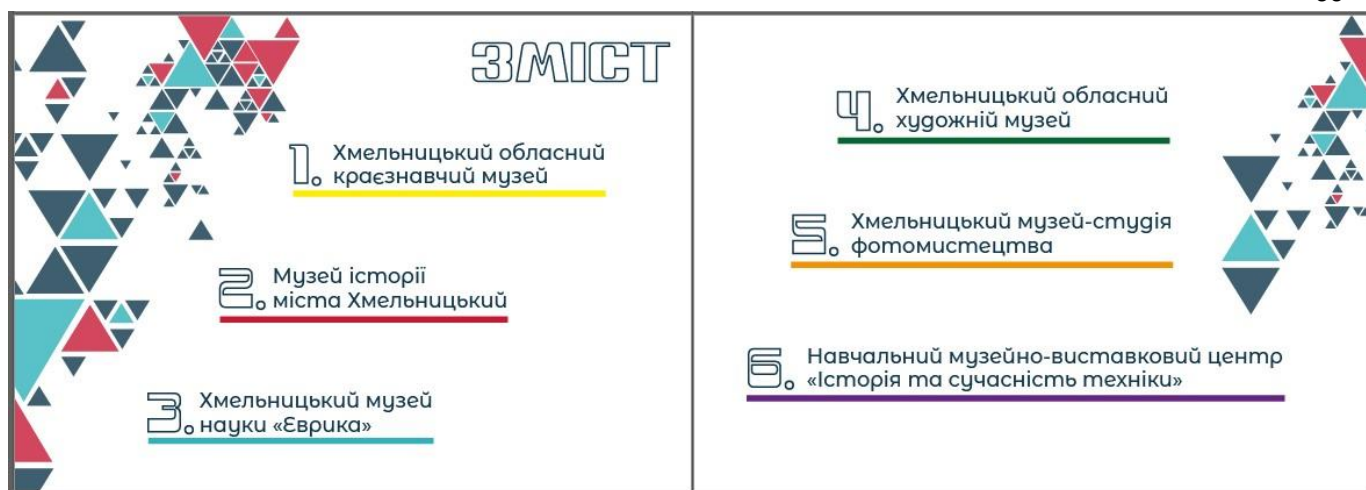 ЗМІСТ
1. Хмельницький обласний
краєзнавчий музей
2. Музей історії
міста Хмельницький
3. Хмельницький музей
науки «Єврика»
4. Хмельницький обласний
художній музей
5. Хмельницький музей-студія
фотомистецтва
6. Навчальний музейно-виставковий центр
«Історія та сучасність техніки»